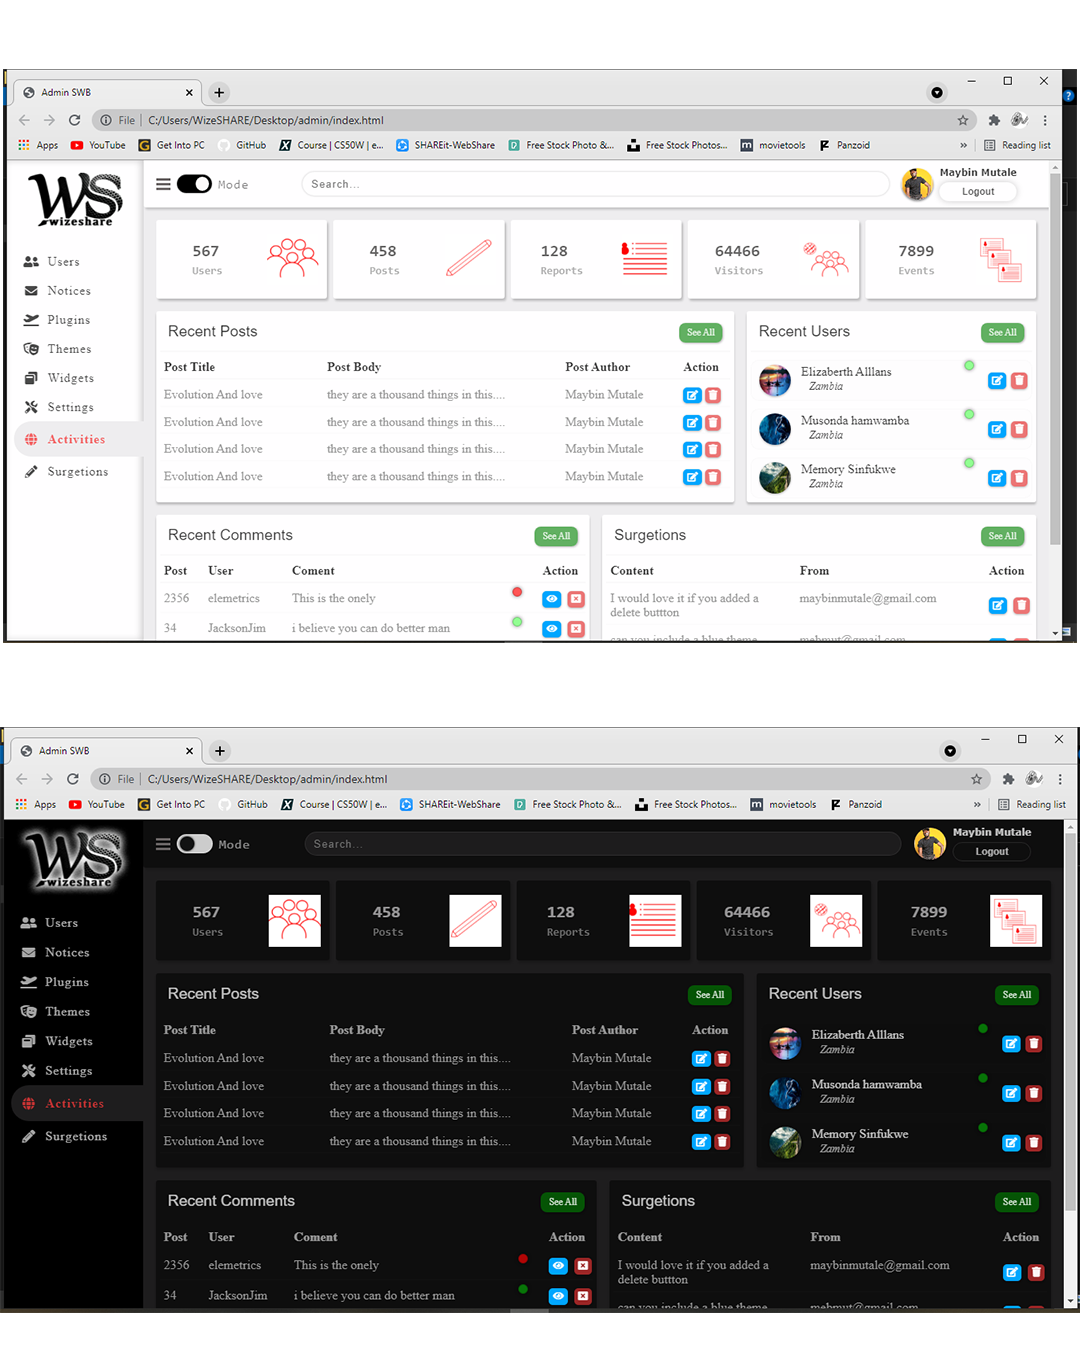 Admin SWB
File C:/Users/WizeSHARE/Desktop/admin/index.html
Apps YouTube Get Into PC GitHub Course | CS50W | e... SHAREit-WebShare Free Stock Photo &... Free Stock Photos... movietools Panzoid » Reading list
WS
wizeshare
Mode Search... Maybin Mutale
Logout
Users
Notices
Plugins
Themes
Widgets
Settings
Activities
Surgetions
567 458 128 64466 7899
Users Posts Reports Visitors Events
Recent Posts See All
Post Title Post Body Post Author Action
Evolution And love they are a thousand things in this.... Maybin Mutale
Evolution And love they are a thousand things in this.... Maybin Mutale
Evolution And love they are a thousand things in this.... Maybin Mutale
Evolution And love they are a thousand things in this.... Maybin Mutale
Recent Users See All
Elizaberth Alllans
Zambia
Musonda hamwamba
Zambia
Memory Sinfukwe
Zambia
Recent Comments See All
Post User Coment Action
2356 elemetrics This is the onely
34 JacksonJim i believe you can do better man
Surgetions See All
Content From Action
I would love it if you added a maybinmutale@gmail.com
delete buttton
can you include a blue theme mebmut@gmail.com
Admin SWB
File C:/Users/WizeSHARE/Desktop/admin/index.html
Apps YouTube Get Into PC GitHub Course | CS50W | e... SHAREit-WebShare Free Stock Photo &... Free Stock Photos... movietools Panzoid » Reading list
WS
wizeshare
Mode Search... Maybin Mutale
Logout
Users
Notices
Plugins
Themes
Widgets
Settings
Activities
Surgetions
567 458 128 64466 7899
Users Posts Reports Visitors Events
Recent Posts See All
Post Title Post Body Post Author Action
Evolution And love they are a thousand things in this.... Maybin Mutale
Evolution And love they are a thousand things in this.... Maybin Mutale
Evolution And love they are a thousand things in this.... Maybin Mutale
Evolution And love they are a thousand things in this.... Maybin Mutale
Recent Users See All
Elizaberth Alllans
Zambia
Musonda hamwamba
Zambia
Memory Sinfukwe
Zambia
Recent Comments See All
Post User Coment Action
2356 elemetrics This is the onely
34 JacksonJim i believe you can do better man
Surgetions See All
Content From Action
I would love it if you added a maybinmutale@gmail.com
delete buttton
can you include a blue theme mebmut@gmail.com